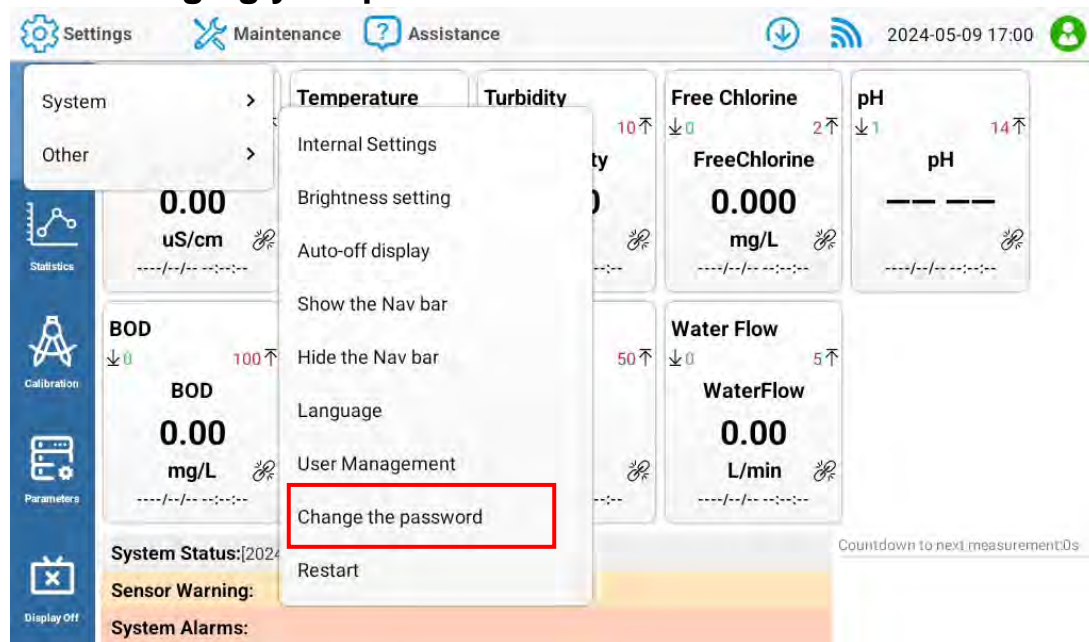 Settings
Maintenance
Assistance
2024-05-09 17:00
System >
Other >
Internal Settings
Brightness setting
Auto-off display
Show the Nav bar
Hide the Nav bar
Language
User Management
Change the password
Restart
Statistics
Calibration
Parameters
Display Off
Temperature
0.00
uS/cm
----/--/-- --:--:--
Turbidity
10
ty
--:--
Free Chlorine
0 2
FreeChlorine
0.000
mg/L
----/--/-- --:--:--
pH
1 14
pH
-- --
----/--/-- --:--:--
BOD
0 100
BOD
0.00
mg/L
----/--/-- --:--:--
50
--:--
Water Flow
0 5
WaterFlow
0.00
L/min
----/--/-- --:--:--
System Status:[2024
Sensor Warning:
System Alarms:
Countdown to next measurement:0s